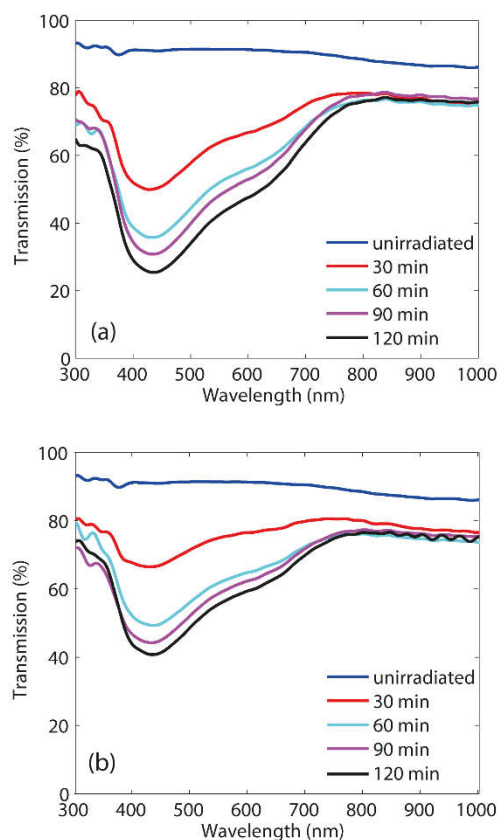 100
80
60
40
20
0
Transmission (%)
unirradiated
30 min
60 min
90 min
120 min
(a)
300 400 500 600 700 800 900 1000
Wavelength (nm)
100
80
60
40
20
0
Transmission (%)
unirradiated
30 min
60 min
90 min
120 min
(b)
300 400 500 600 700 800 900 1000
Wavelength (nm)